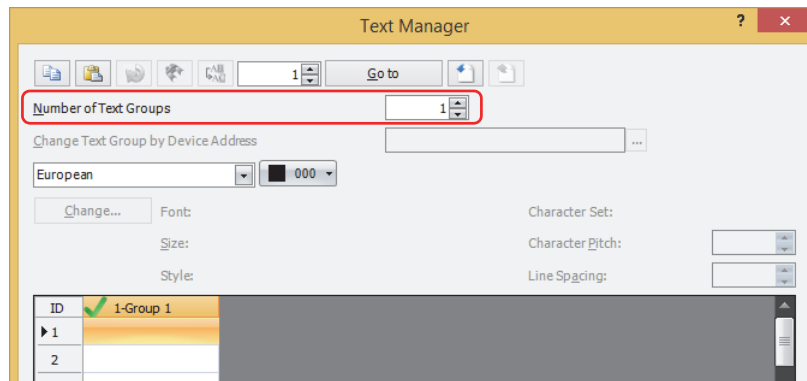 Text Manager
? ×
1 Go to
Number of Text Groups 1
Change Text Group by Device Address ...
European 000
Change... Font: Character Set:
Size: Character Pitch:
Style: Line Spacing:
ID 1-Group 1
1
2